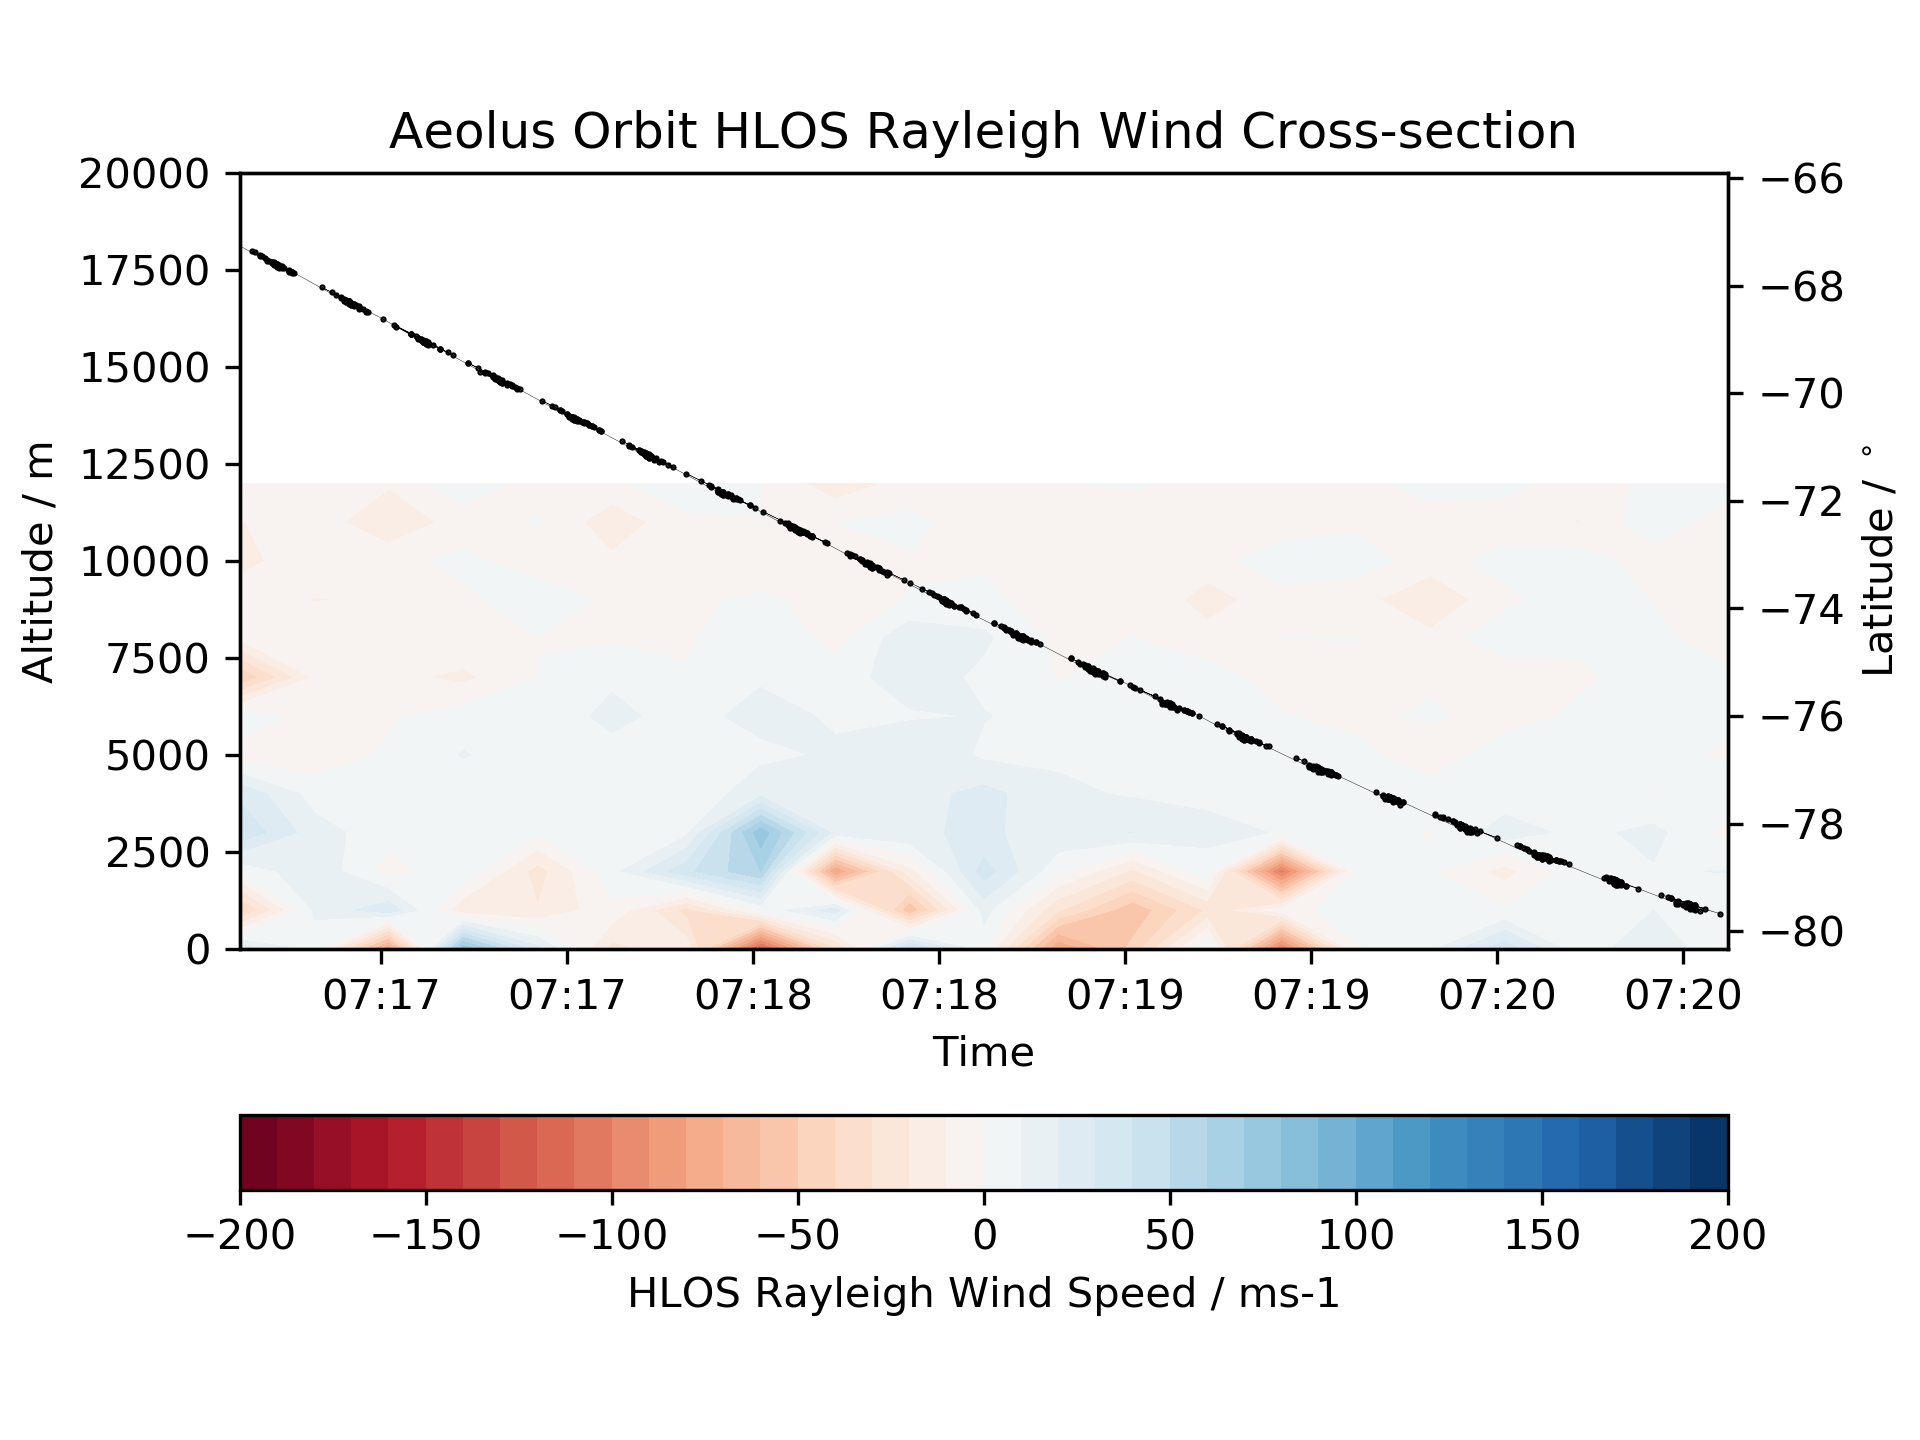 Aeolus Orbit HLOS Rayleigh Wind Cross-section
20000
17500
15000
12500
10000
7500
5000
2500
0
Altitude / m
−66
−68
−70
−72
−74
−76
−78
−80
Latitude / °
07:17 07:17 07:18 07:18 07:19 07:19 07:20 07:20
Time
−200 −150 −100 −50 0 50 100 150 200
HLOS Rayleigh Wind Speed / ms-1